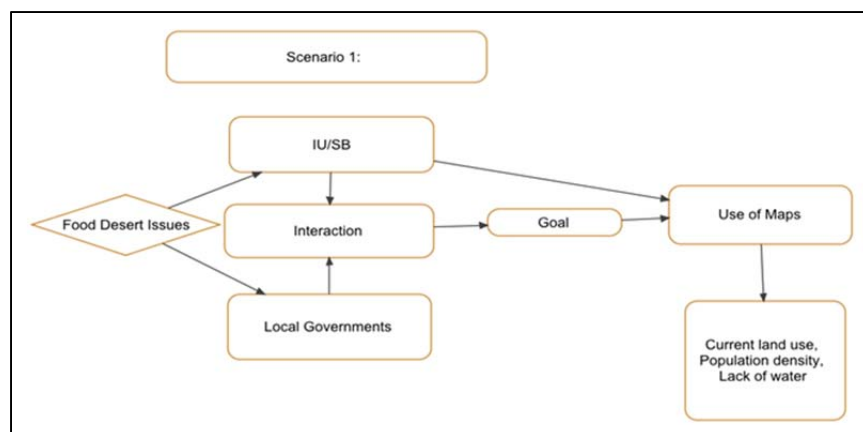 Scenario 1:
IU/SB
Food Desert Issues
Interaction
Goal
Use of Maps
Local Governments
Current land use,
Population density,
Lack of water